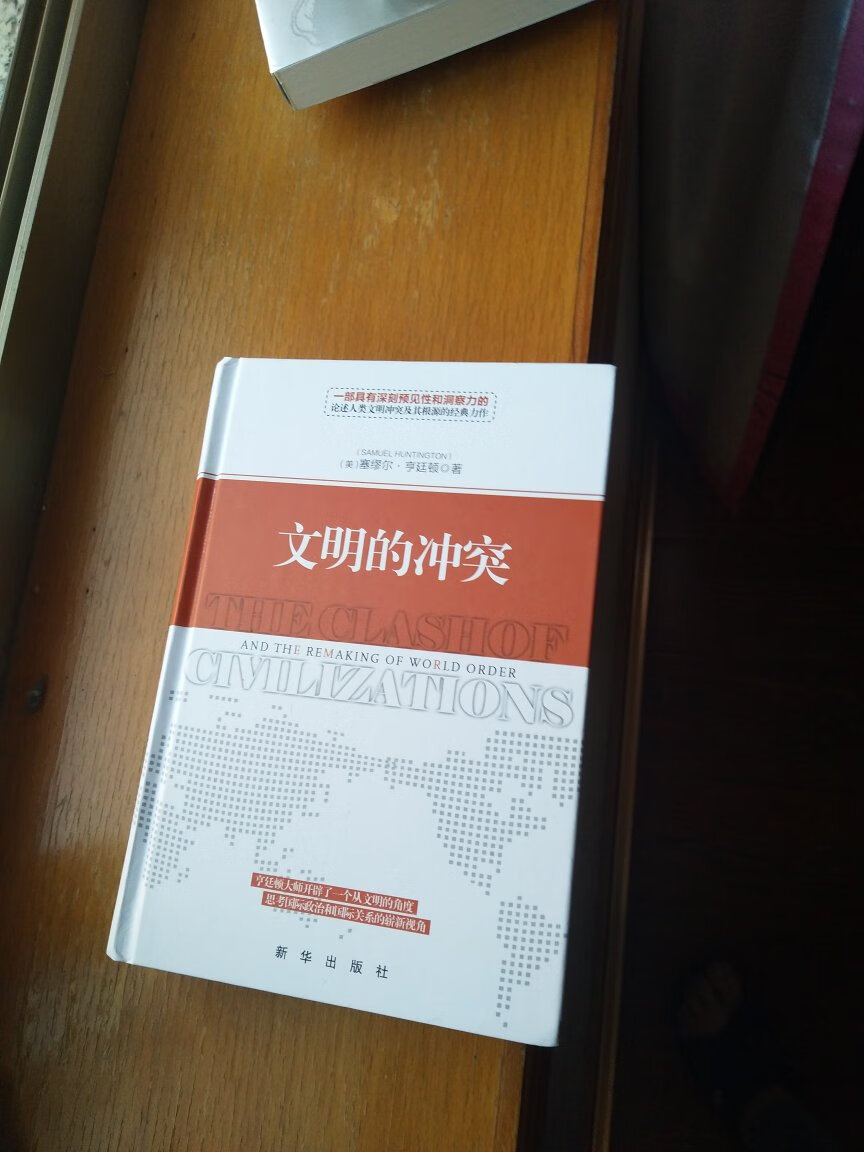 一部具有深刻预见性和洞察力的
论述人类文明冲突及其根源的经典力作
(SAMUEL HUNTINGTON)
(美)塞缪尔·亨廷顿◎著
文明的冲突
THE CLASH OF
AND THE REMAKING OF WORLD ORDER
CIVILIZATIONS
亨廷顿大师开辟了一个从文明的角度
思考国际政治和国际关系的崭新视角
新华出版社